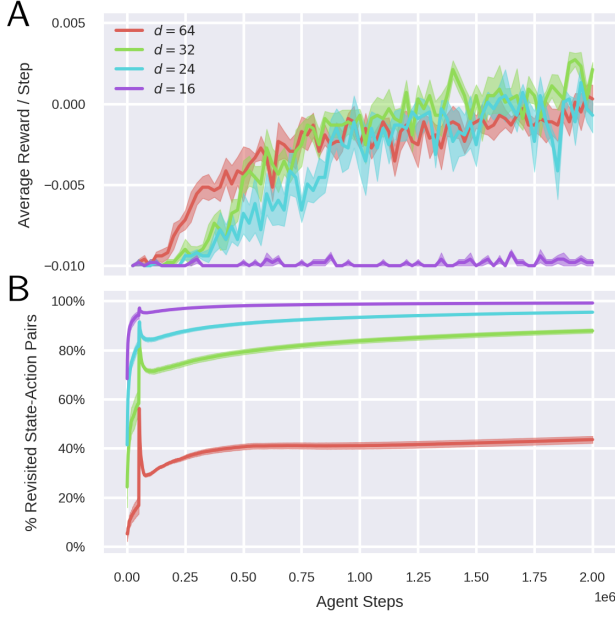 A
0.005
0.000
−0.005
−0.010
Average Reward / Step
d = 64
d = 32
d = 24
d = 16
B
100%
80%
60%
40%
20%
0%
% Revisited State-Action Pairs
0.00 0.25 0.50 0.75 1.00 1.25 1.50 1.75 2.00
1e6
Agent Steps